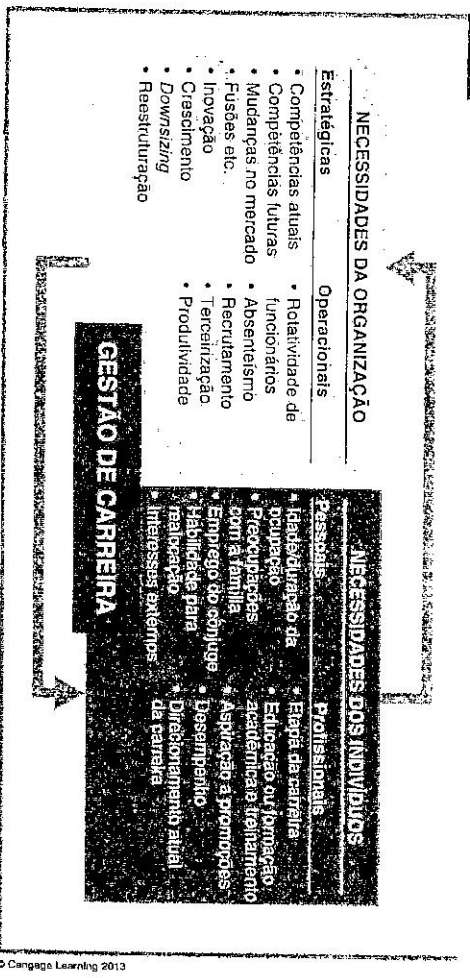 NECESSIDADES DA ORGANIZAÇÃO
Estratégicas
• Competências atuais
• Competências futuras
• Mudanças no mercado
• Fusões etc.
• Inovação
• Crescimento
• Downsizing
• Reestruturação
Operacionais
• Rotatividade de
funcionários
• Absenteísmo
• Recrutamento
• Terceirização
• Produtividade
NECESSIDADES DOS INDIVÍDUOS
Pessoais
• Idade/duração da
ocupação
• Preocupações
com a família
• Emprego do cônjuge
• Habilidade para
realocação
• Interesses externos
Profissionais
• Etapa da carreira
• Educação ou formação
acadêmica e treinamento
• Aspiração a promoções
• Desempenho
• Direcionamento atual
da carreira
GESTÃO DE CARREIRA
© Cengage Learning 2013